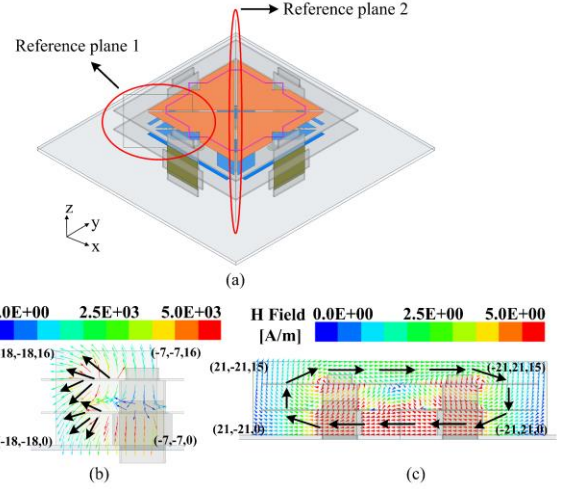 Reference plane 2
Reference plane 1
z
y
x
(a)
.0E+00 2.5E+03 5.0E+03
-18,-18,16) (-7,-7,16)
-18,-18,0) (-7,-7,0)
(b)
H Field 0.0E+00 2.5E+00 5.0E+00
[A/m]
(21,-21,15) (-21,21,15)
(21,-21,0) (-21,21,0)
(c)